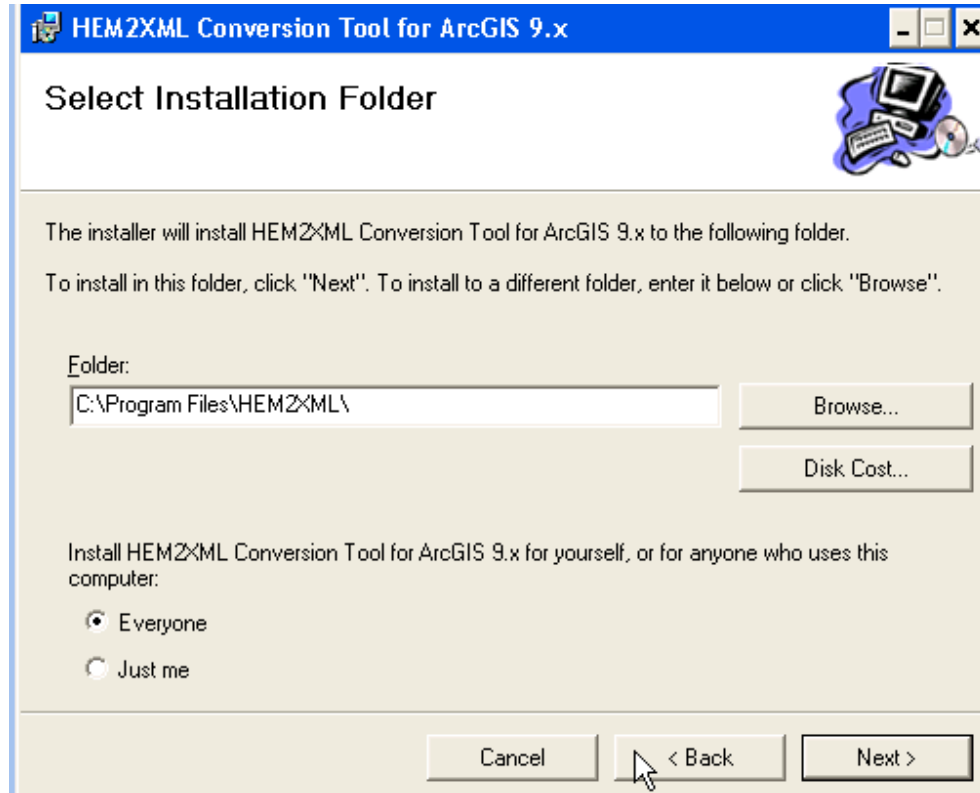 HEM2XML Conversion Tool for ArcGIS 9.x
Select Installation Folder
The installer will install HEM2XML Conversion Tool for ArcGIS 9.x to the following folder.
To install in this folder, click "Next". To install to a different folder, enter it below or click "Browse".
Folder:
C:\Program Files\HEM2XML\
Browse...
Disk Cost...
Install HEM2XML Conversion Tool for ArcGIS 9.x for yourself, or for anyone who uses this
computer:
Everyone
Just me
Cancel
< Back
Next >